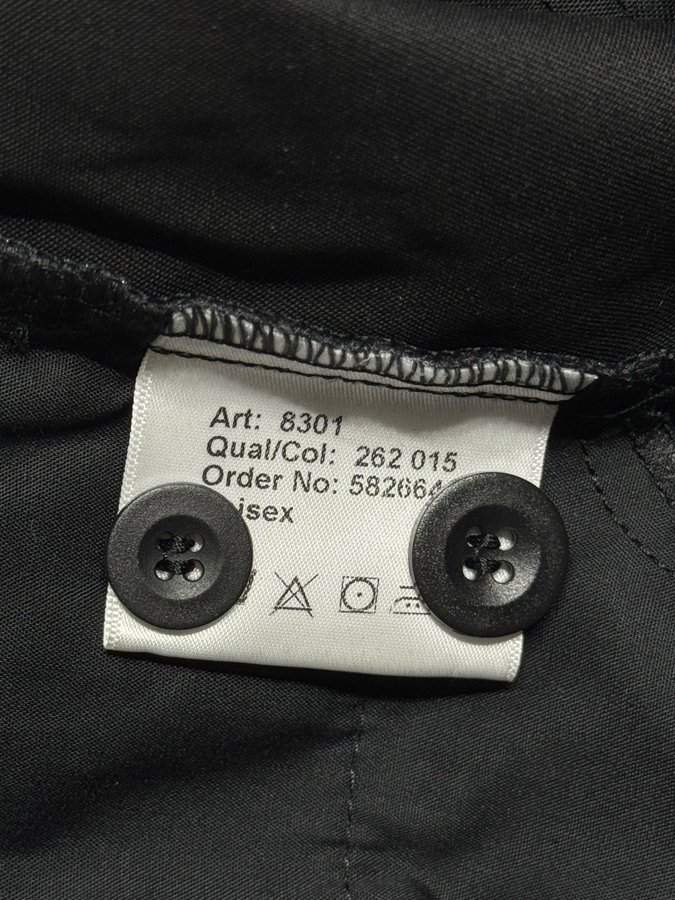 Art: 8301
Qual/Col: 262 015
Order No: